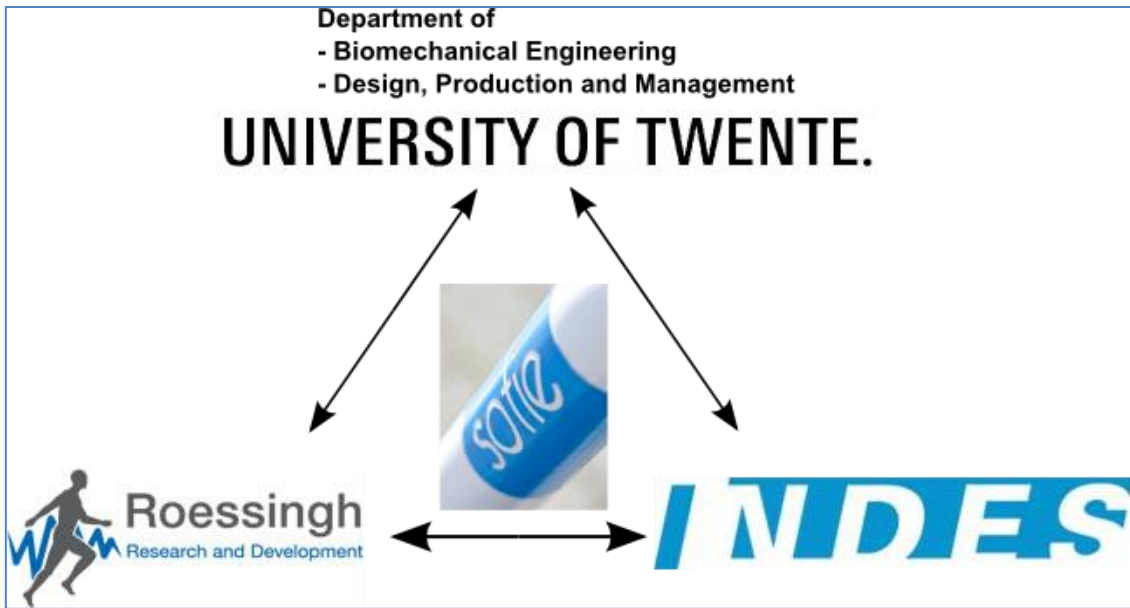 Department of
- Biomechanical Engineering
- Design, Production and Management
UNIVERSITY OF TWENTE.
sofie
Roessingh
Research and Development
INDES